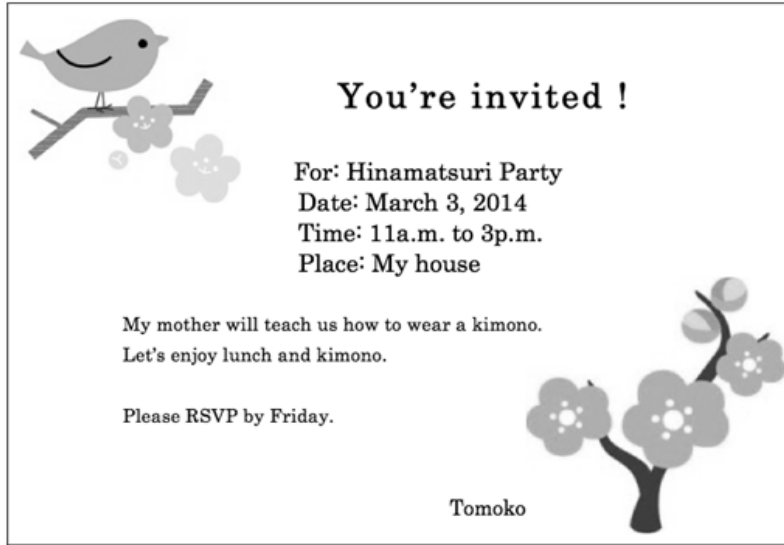 You're invited !
For: Hinamatsuri Party
Date: March 3, 2014
Time: 11a.m. to 3p.m.
Place: My house
My mother will teach us how to wear a kimono.
Let's enjoy lunch and kimono.
Please RSVP by Friday.
Tomoko